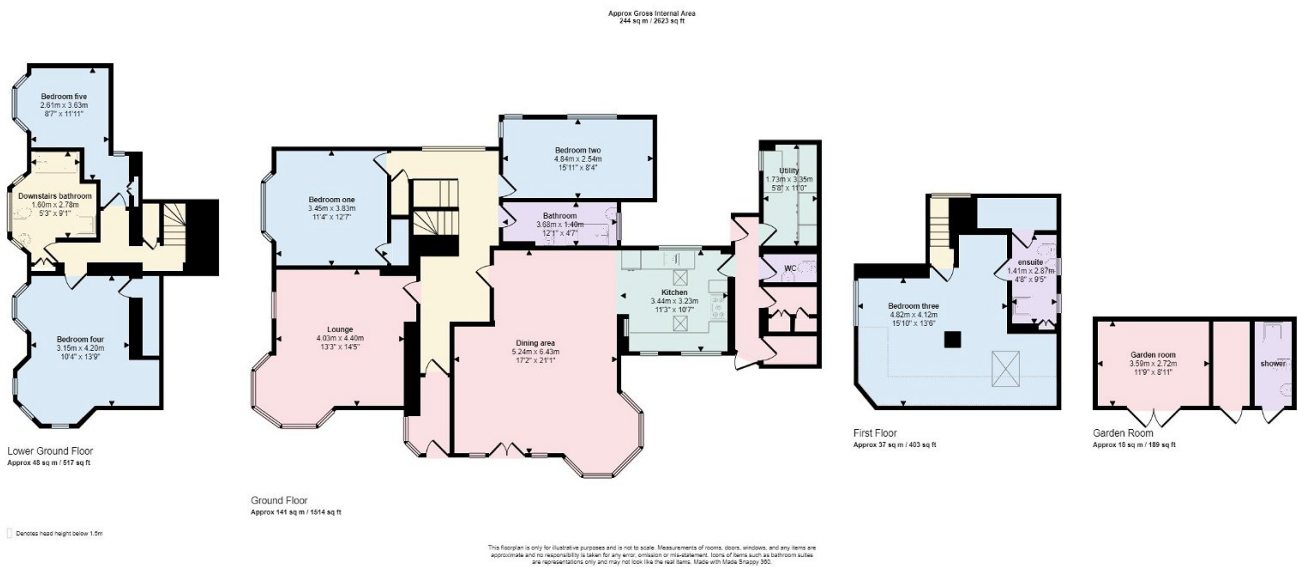 Approx Gross Internal Area
244 sq m / 2623 sq ft
Bedroom five
2.61m x 3.63m
8'7" x 11'11"
Downstairs bathroom
1.60m x 2.78m
5'3" x 9'1"
Bedroom four
3.15m x 4.20m
10'4" x 13'9"
Lower Ground Floor
Approx 48 sq m / 517 sq ft
Bedroom one
3.45m x 3.83m
11'4" x 12'7"
Bedroom two
4.84m x 2.54m
15'11" x 8'4"
Bathroom
3.68m x 1.40m
12'1" x 4'7"
Utility
1.73m x 3.35m
5'8" x 11'0"
WC
Kitchen
3.44m x 3.23m
11'3" x 10'7"
Lounge
4.03m x 4.40m
13'3" x 14'5"
Dining area
5.24m x 6.43m
17'2" x 21'1"
Ground Floor
Approx 141 sq m / 1514 sq ft
ensuite
1.41m x 2.87m
4'8" x 9'5"
Bedroom three
4.82m x 4.12m
15'10" x 13'6"
First Floor
Approx 37 sq m / 403 sq ft
Garden room
3.59m x 2.72m
11'9" x 8'11"
shower
Garden Room
Approx 18 sq m / 189 sq ft
Denotes head height below 1.5m
This floorplan is only for illustrative purposes and is not to scale. Measurements of rooms, doors, windows, and any items are
approximate and no responsibility is taken for any error, omission or mis-statement. Icons of items such as bathroom suites
are representations only and may not look like the real items. Made with Made Snappy 360.